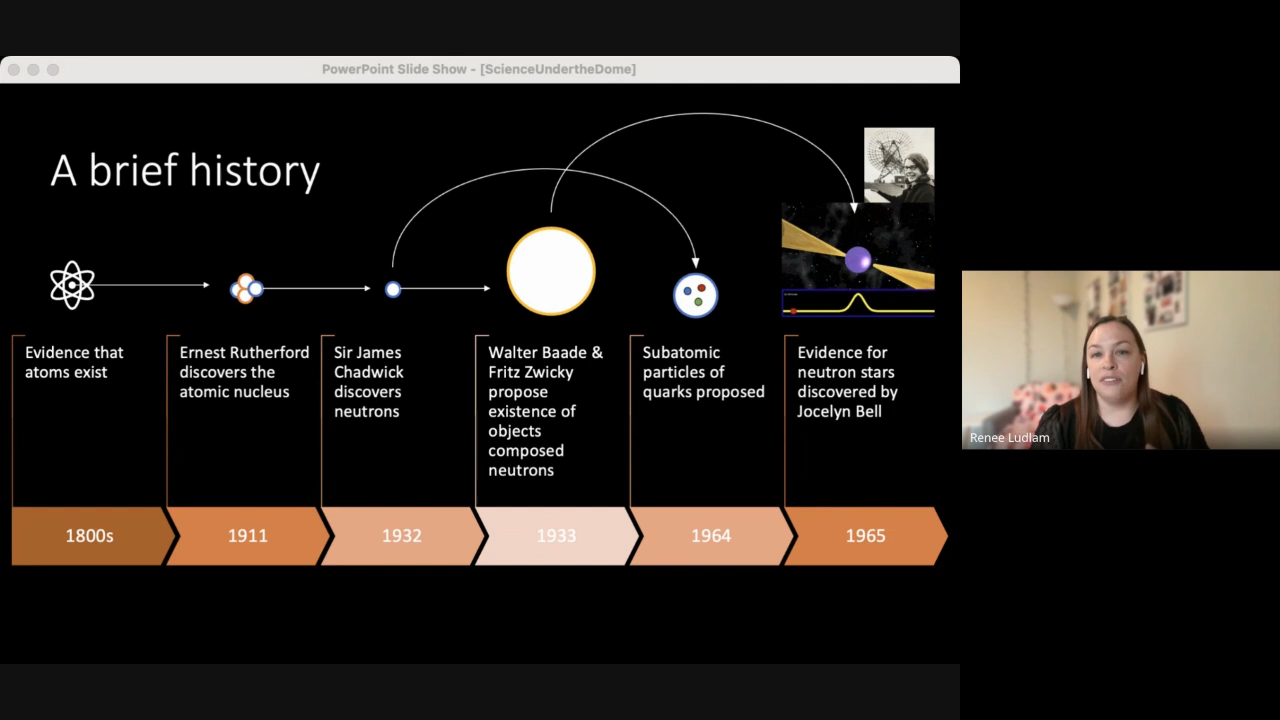 PowerPoint Slide Show - [ScienceUndertheDome]
A brief history
Evidence that
atoms exist
Ernest Rutherford
discovers the
atomic nucleus
Sir James
Chadwick
discovers
neutrons
Walter Baade &
Fritz Zwicky
propose
existence of
objects
composed
neutrons
Subatomic
particles of
quarks proposed
Evidence for
neutron stars
discovered by
Jocelyn Bell
1800s
1911
1932
1933
1964
1965
Renee Ludlam